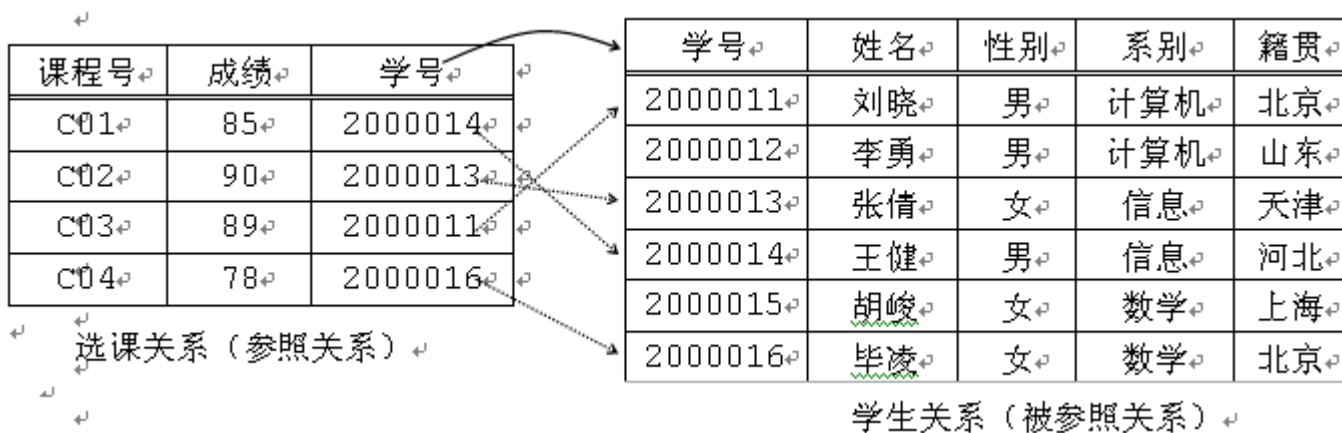 课程号 成绩 学号
C01 85 2000014
C02 90 2000013
C03 89 2000011
C04 78 2000016
选课关系（参照关系）
学号 姓名 性别 系别 籍贯
2000011 刘晓 男 计算机 北京
2000012 李勇 男 计算机 山东
2000013 张倩 女 信息 天津
2000014 王健 男 信息 河北
2000015 胡峻 女 数学 上海
2000016 毕凌 女 数学 北京
学生关系（被参照关系）